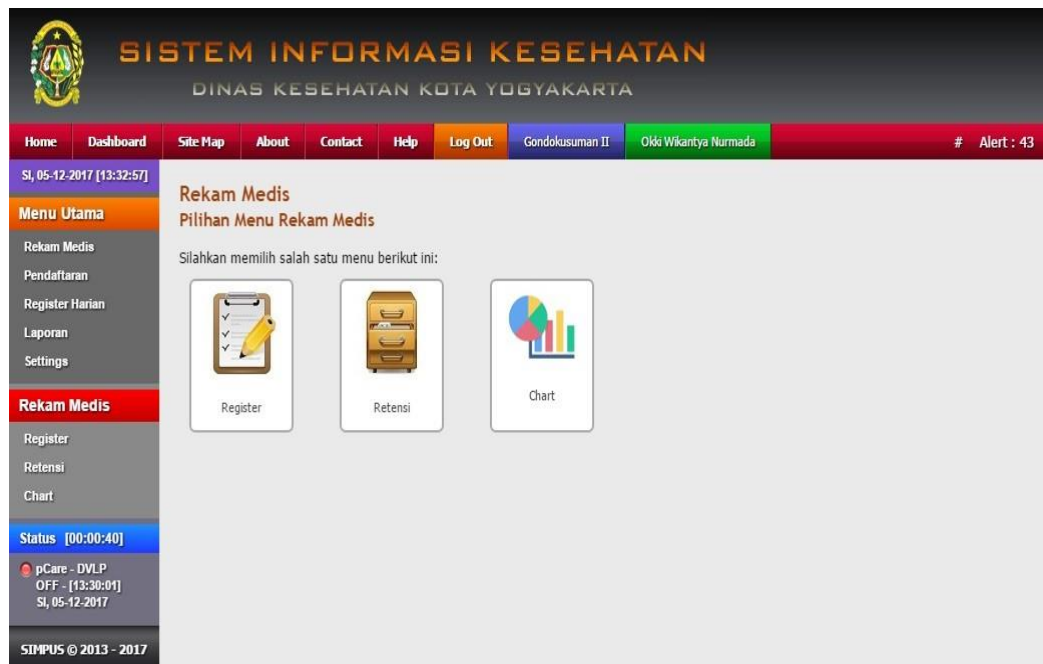 SISTEM INFORMASI KESEHATAN
DINAS KESEHATAN KOTA YOGYAKARTA
Home Dashboard Site Map About Contact Help Log Out Gondokusuman II Okki Wikantya Nurmada # Alert : 43
Sl, 05-12-2017 [13:32:57]
Menu Utama
Rekam Medis
Pendaftaran
Register Harian
Laporan
Settings
Rekam Medis
Register
Retensi
Chart
Status [00:00:40]
pCare - DVLP
OFF - [13:30:01]
Sl, 05-12-2017
SIMPUS © 2013 - 2017
Rekam Medis
Pilihan Menu Rekam Medis
Silahkan memilih salah satu menu berikut ini:
Register Retensi Chart